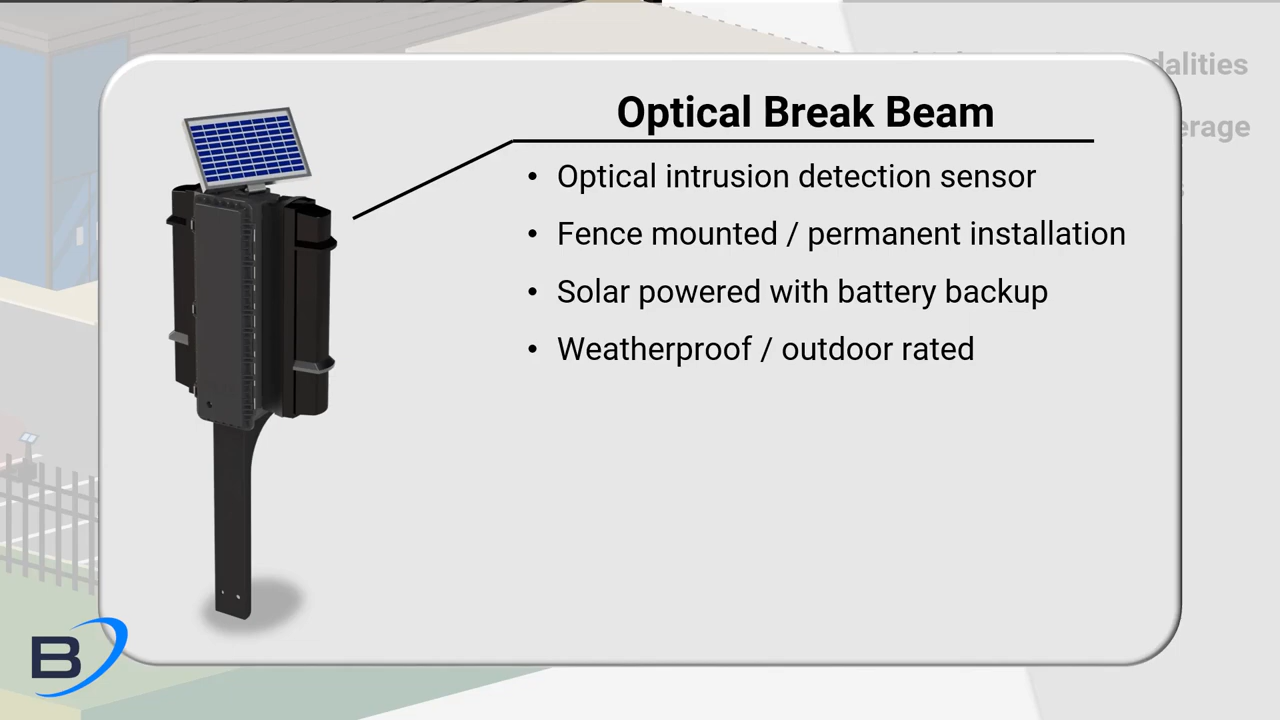 Optical Break Beam
• Optical intrusion detection sensor
• Fence mounted / permanent installation
• Solar powered with battery backup
• Weatherproof / outdoor rated
B